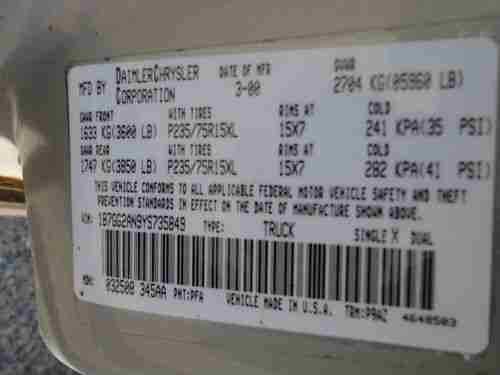 MFD BY DAIMLERCHRYSLER CORPORATION DATE OF MFR 3-00 GVWR 2704 KG(05960 LB)
GAWR FRONT WITH TIRES RIMS AT COLD
1633 KG(3600 LB) P235/75R15XL 15X7 241 KPA(35 PSI)
GAWR REAR WITH TIRES RIMS AT COLD
1747 KG(3850 LB) P235/75R15XL 15X7 282 KPA(41 PSI)
THIS VEHICLE CONFORMS TO ALL APPLICABLE FEDERAL MOTOR VEHICLE SAFETY AND THEFT
PREVENTION STANDARDS IN EFFECT ON THE DATE OF MANUFACTURE SHOWN ABOVE.
VIN: 1B7GG2AN9YS735849 TYPE: TRUCK SINGLE X DUAL
MDH: 032508 345AA PNT:PFA VEHICLE MADE IN U.S.A. TRM:P9AZ 4648503